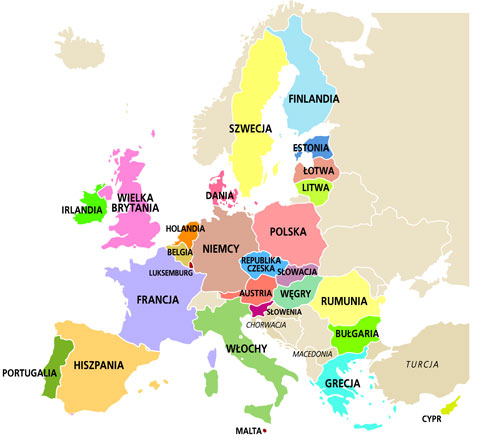 FINLANDIA
SZWECJA
ESTONIA
ŁOTWA
LITWA
DANIA
WIELKA
BRYTANIA
IRLANDIA
HOLANDIA
POLSKA
NIEMCY
BELGIA
REPUBLIKA
CZESKA
LUKSEMBURG
SŁOWACJA
FRANCJA
AUSTRIA
WĘGRY
RUMUNIA
SŁOWENIA
CHORWACJA
BUŁGARIA
WŁOCHY
MACEDONIA
HISZPANIA
TURCJA
PORTUGALIA
GRECJA
CYPR
MALTA